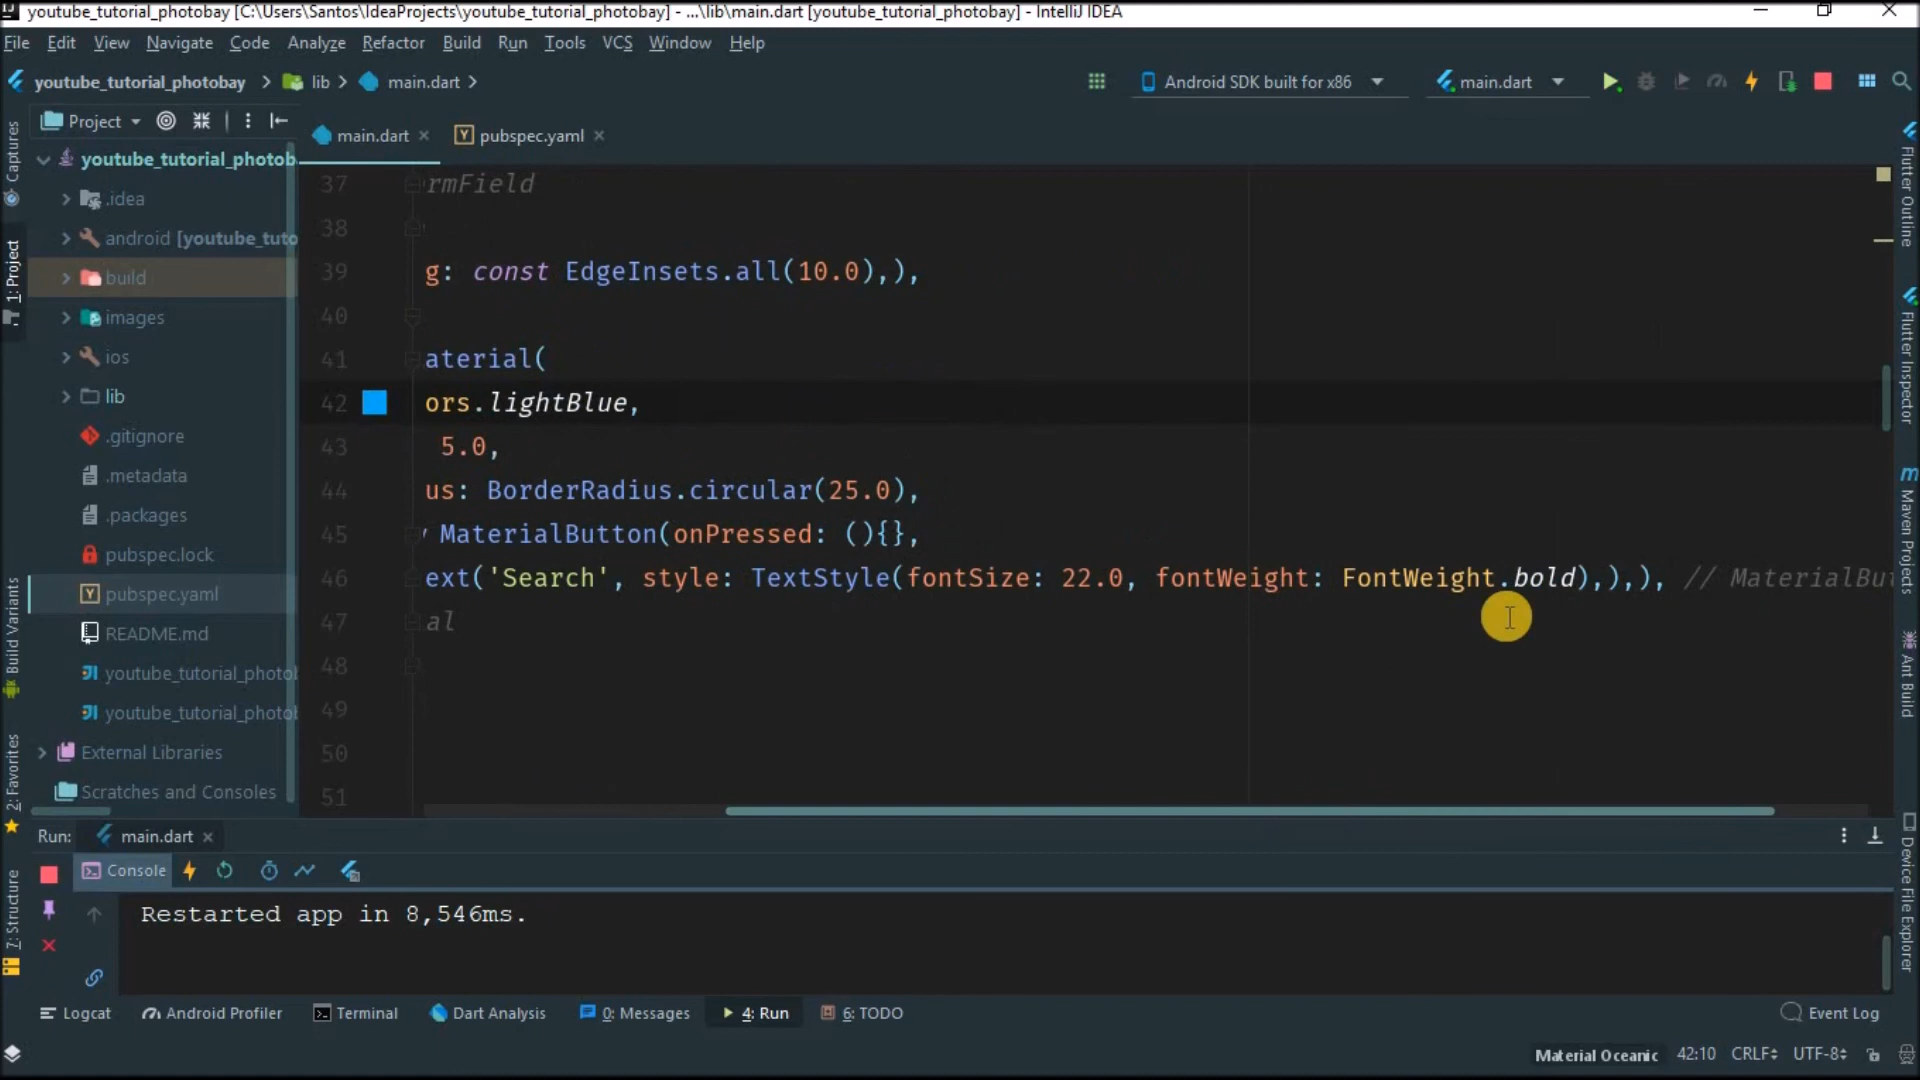 youtube_tutorial_photobay [C:\Users\Santos\IdeaProjects\youtube_tutorial_photobay] - ...\lib\main.dart [youtube_tutorial_photobay] - IntelliJ IDEA
File Edit View Navigate Code Analyze Refactor Build Run Tools VCS Window Help
youtube_tutorial_photobay lib main.dart
Android SDK built for x86 main.dart
Project
main.dart
pubspec.yaml
youtube_tutorial_photob
.idea
android [youtube_tuto
build
images
ios
lib
.gitignore
.metadata
.packages
pubspec.lock
pubspec.yaml
README.md
youtube_tutorial_photo
youtube_tutorial_photo
External Libraries
Scratches and Consoles
Captures
1: Project
Build Variants
2: Favorites
7: Structure
37 rmField
38
39 g: const EdgeInsets.all(10.0),),
40
41 aterial(
42 ors.lightBlue,
43 5.0,
44 us: BorderRadius.circular(25.0),
45 MaterialButton(onPressed: (){},
46 ext('Search', style: TextStyle(fontSize: 22.0, fontWeight: FontWeight.bold),),), // MaterialBut
47 al
48
49
50
51
Flutter Outline
Flutter Inspector
Maven Projects
Ant Build
Device File Explorer
Run: main.dart
Console
Restarted app in 8,546ms.
Logcat Android Profiler Terminal Dart Analysis 0: Messages 4: Run 6: TODO Event Log
Material Oceanic 42:10 CRLF UTF-8